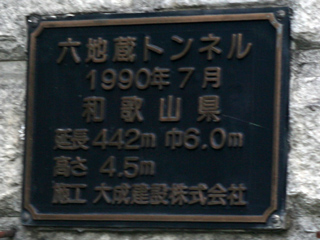 六地蔵トンネル
1990年7月
和歌山県
延長442m 巾6.0m
高さ 4.5m
施工 大成建設株式会社